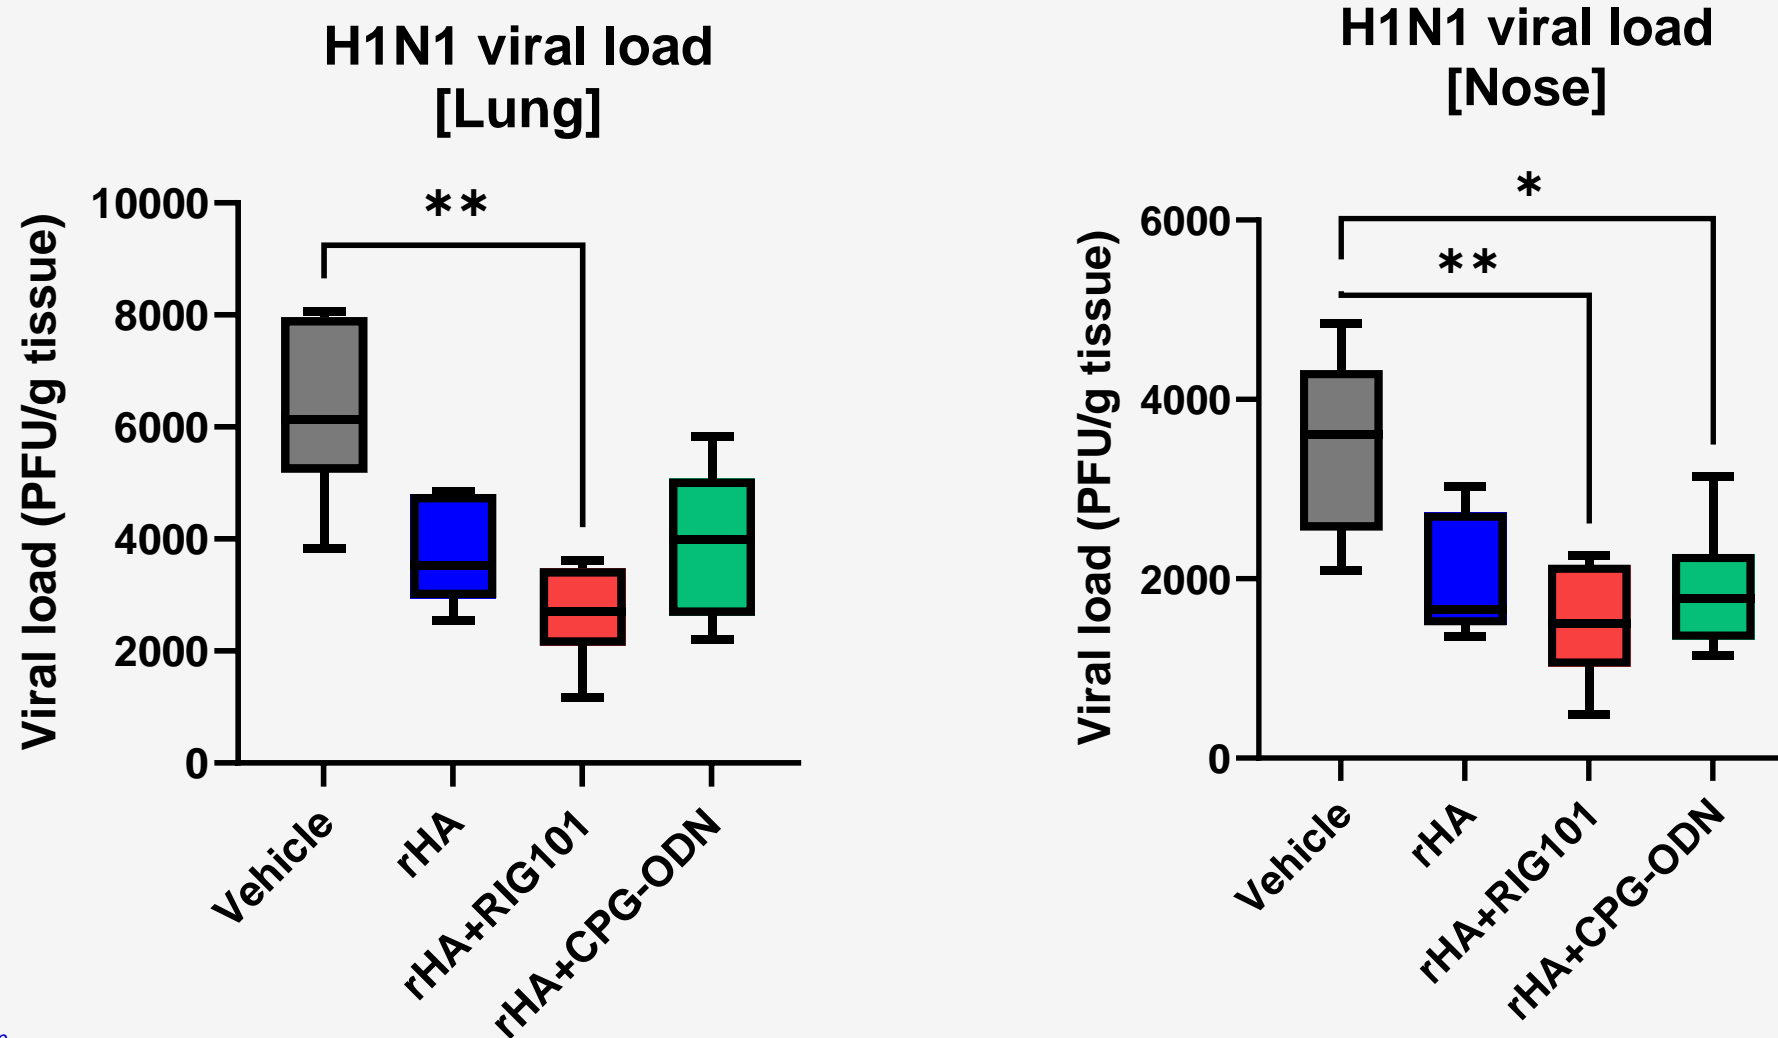 H1N1 viral load
[Lung]
Viral load (PFU/g tissue)
10000
8000
6000
4000
2000
0
**
Vehicle
rHA
rHA+RIG101
rHA+CPG-ODN
H1N1 viral load
[Nose]
Viral load (PFU/g tissue)
6000
4000
2000
0
*
**
Vehicle
rHA
rHA+RIG101
rHA+CPG-ODN